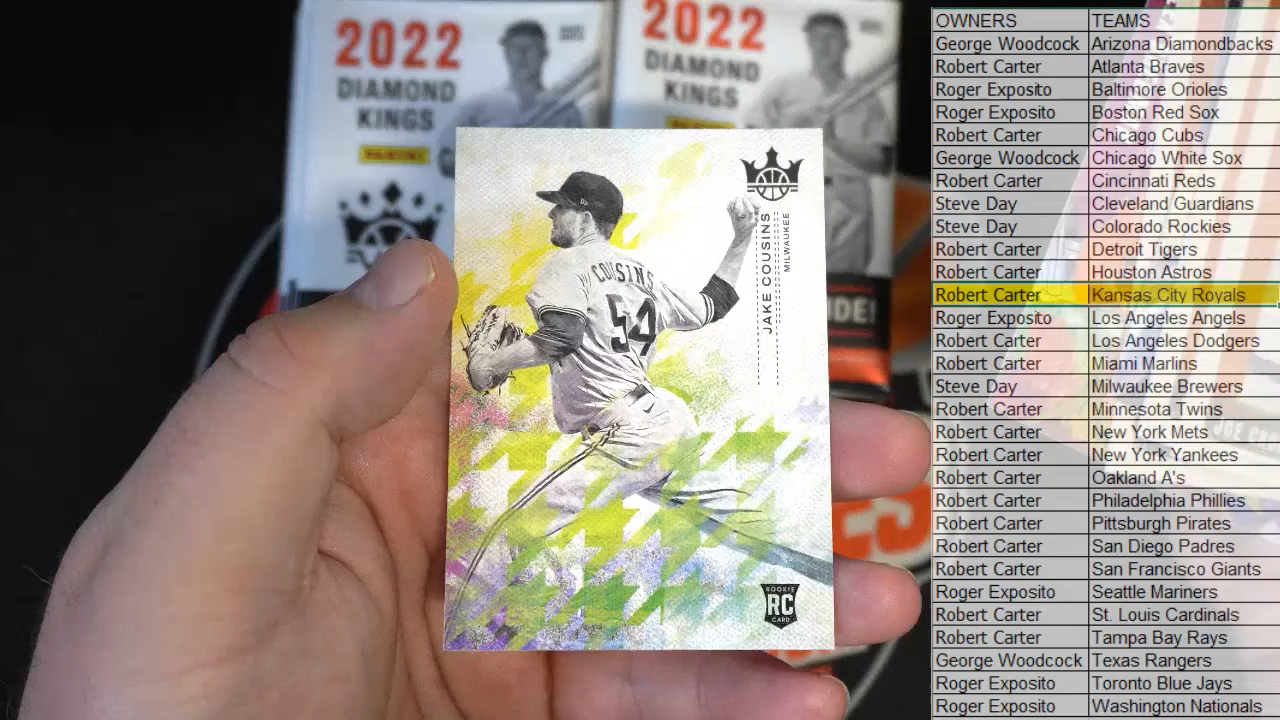 2022
DIAMOND
KINGS
PANINI
2022
DIAMOND
KINGS
JAKE COUSINS
MILWAUKEE
COUSINS
54
ROOKIE
RC
CARD
IDE!
OWNERS TEAMS
George Woodcock Arizona Diamondbacks
Robert Carter Atlanta Braves
Roger Exposito Baltimore Orioles
Roger Exposito Boston Red Sox
Robert Carter Chicago Cubs
George Woodcock Chicago White Sox
Robert Carter Cincinnati Reds
Steve Day Cleveland Guardians
Steve Day Colorado Rockies
Robert Carter Detroit Tigers
Robert Carter Houston Astros
Robert Carter Kansas City Royals
Roger Exposito Los Angeles Angels
Robert Carter Los Angeles Dodgers
Robert Carter Miami Marlins
Steve Day Milwaukee Brewers
Robert Carter Minnesota Twins
Robert Carter New York Mets
Robert Carter New York Yankees
Robert Carter Oakland A's
Robert Carter Philadelphia Phillies
Robert Carter Pittsburgh Pirates
Robert Carter San Diego Padres
Robert Carter San Francisco Giants
Roger Exposito Seattle Mariners
Robert Carter St. Louis Cardinals
Robert Carter Tampa Bay Rays
George Woodcock Texas Rangers
Roger Exposito Toronto Blue Jays
Roger Exposito Washington Nationals